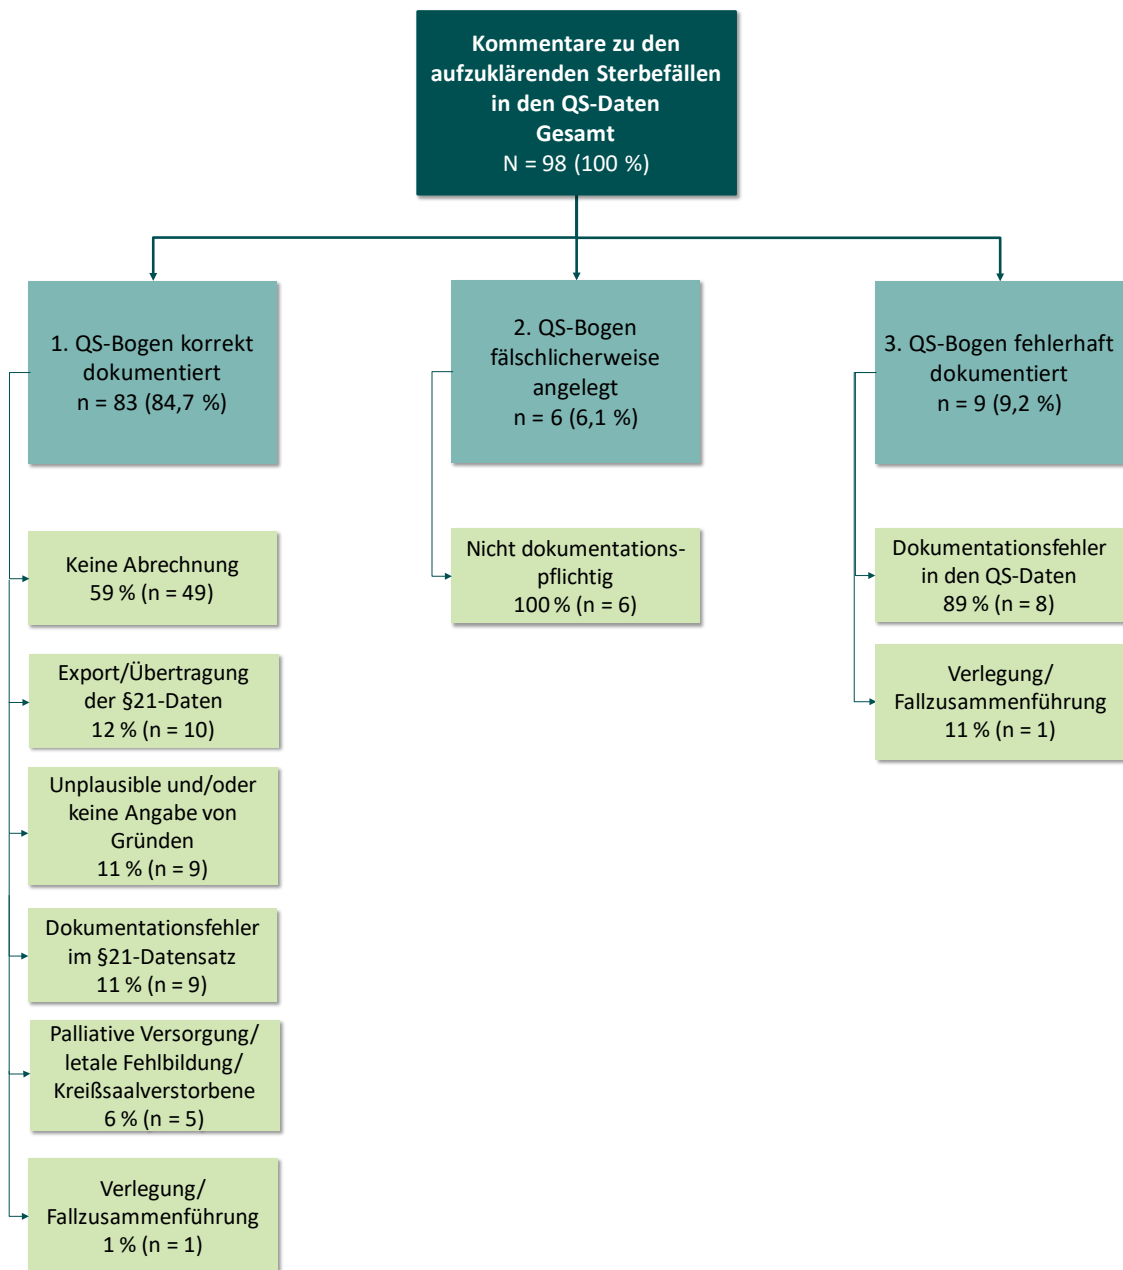 Kommentare zu den
aufzuklärenden Sterbefällen
in den QS-Daten
Gesamt
N = 98 (100 %)
1. QS-Bogen korrekt
dokumentiert
n = 83 (84,7 %)
2. QS-Bogen
fälschlicherweise
angelegt
n = 6 (6,1 %)
3. QS-Bogen fehlerhaft
dokumentiert
n = 9 (9,2 %)
Keine Abrechnung
59 % (n = 49)
Export/Übertragung
der §21-Daten
12 % (n = 10)
Unplausible und/oder
keine Angabe von
Gründen
11 % (n = 9)
Dokumentationsfehler
im §21-Datensatz
11 % (n = 9)
Palliative Versorgung/
letale Fehlbildung/
Kreißsaalverstorbene
6 % (n = 5)
Verlegung/
Fallzusammenführung
1 % (n = 1)
Nicht dokumentations-
pflichtig
100 % (n = 6)
Dokumentationsfehler
in den QS-Daten
89 % (n = 8)
Verlegung/
Fallzusammenführung
11 % (n = 1)